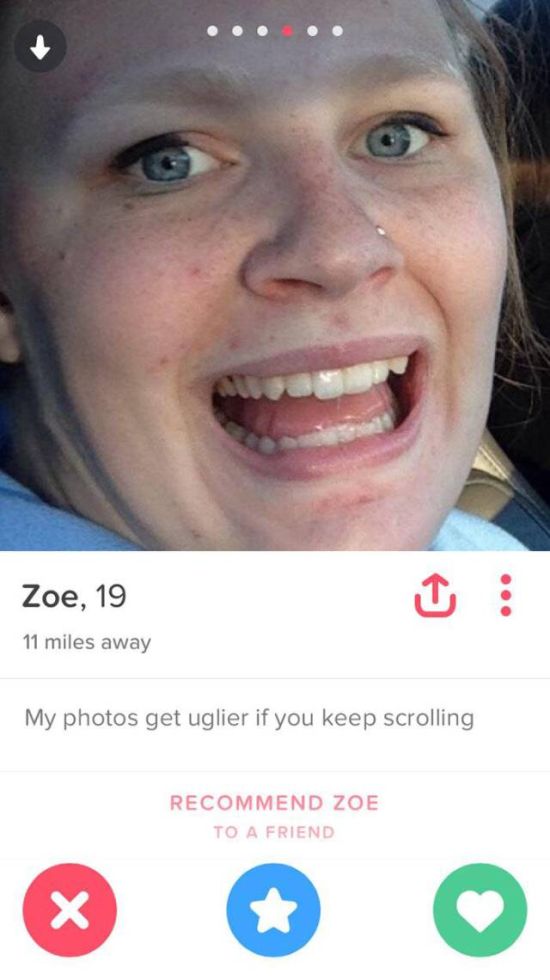 Zoe, 19
11 miles away
My photos get uglier if you keep scrolling
RECOMMEND ZOE
TO A FRIEND